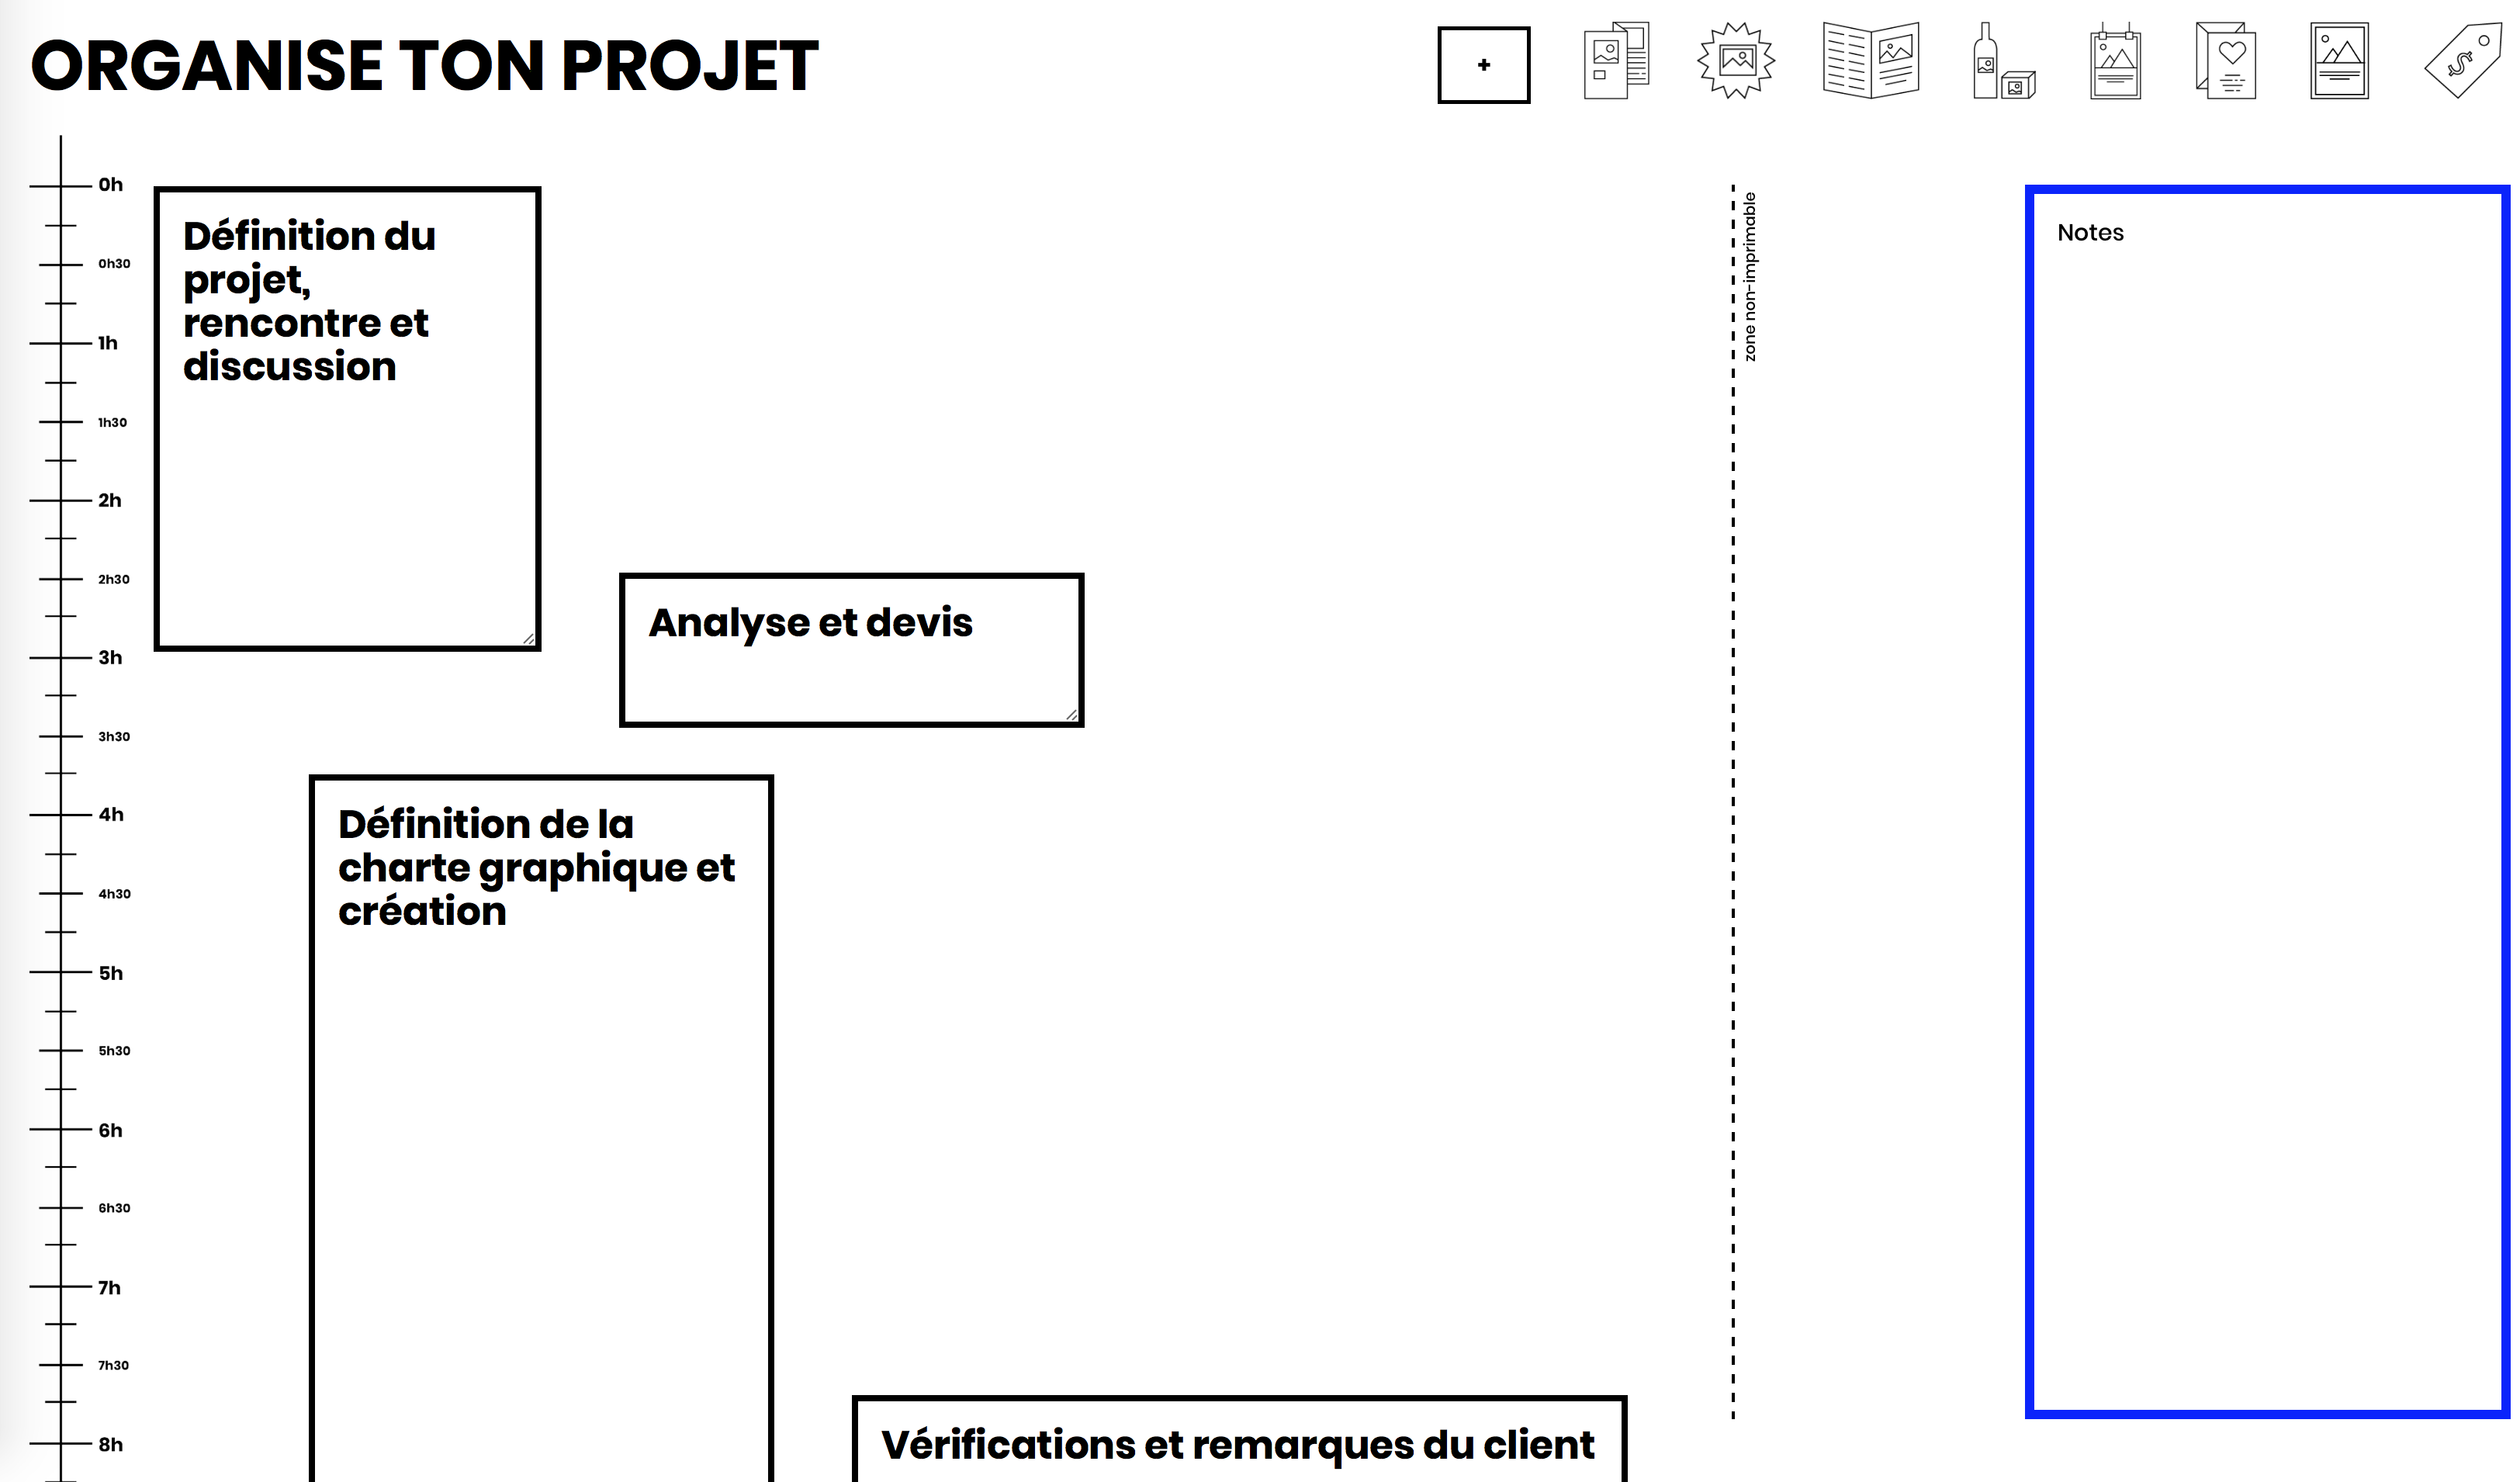 ORGANISE TON PROJET
+
$
0h
0h30
1h
1h30
2h
2h30
3h
3h30
4h
4h30
5h
5h30
6h
6h30
7h
7h30
8h
Définition du
projet,
rencontre et
discussion
Analyse et devis
Définition de la
charte graphique et
création
Vérifications et remarques du client
zone non-imprimable
Notes